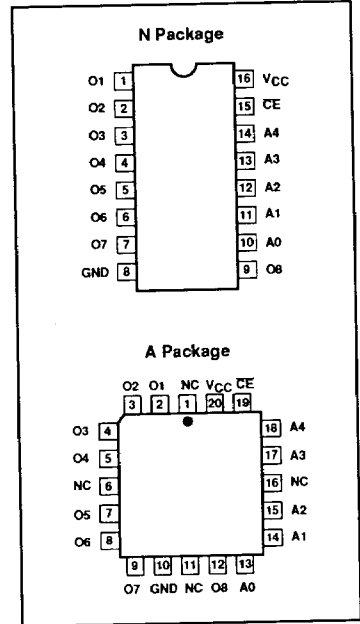 N Package
O1 1 16 VCC
O2 2 15 CE
O3 3 14 A4
O4 4 13 A3
O5 5 12 A2
O6 6 11 A1
O7 7 10 A0
GND 8 9 O8
A Package
O2 O1 NC VCC CE
3 2 1 20 19
O3 4 18 A4
O4 5 17 A3
NC 6 16 NC
O5 7 15 A2
O6 8 14 A1
9 10 11 12 13
O7 GND NC O8 A0